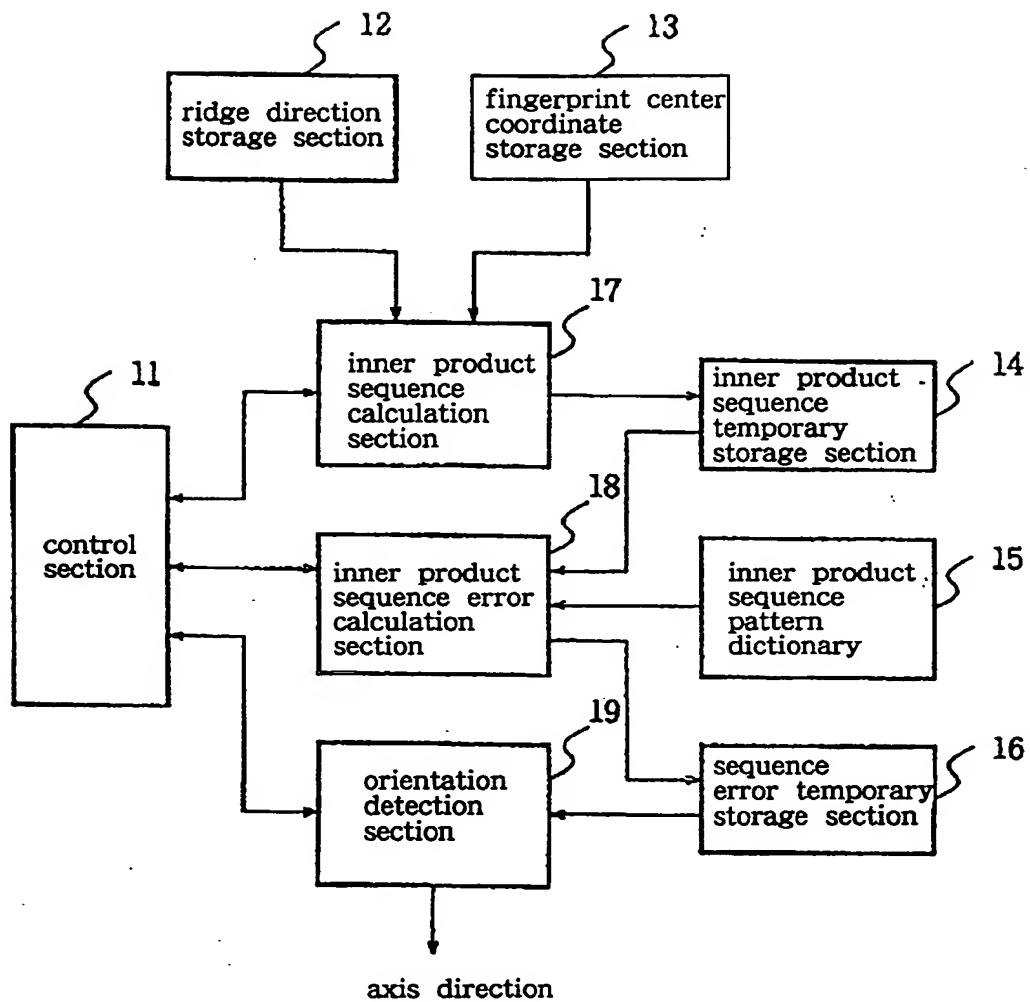 12
ridge direction
storage section
13
fingerprint center
coordinate
storage section
17
inner product
sequence
calculation
section
14
inner product
sequence
temporary
storage section
11
control
section
18
inner product
sequence error
calculation
section
15
inner product
sequence
pattern
dictionary
19
orientation
detection
section
16
sequence
error temporary
storage section
axis direction